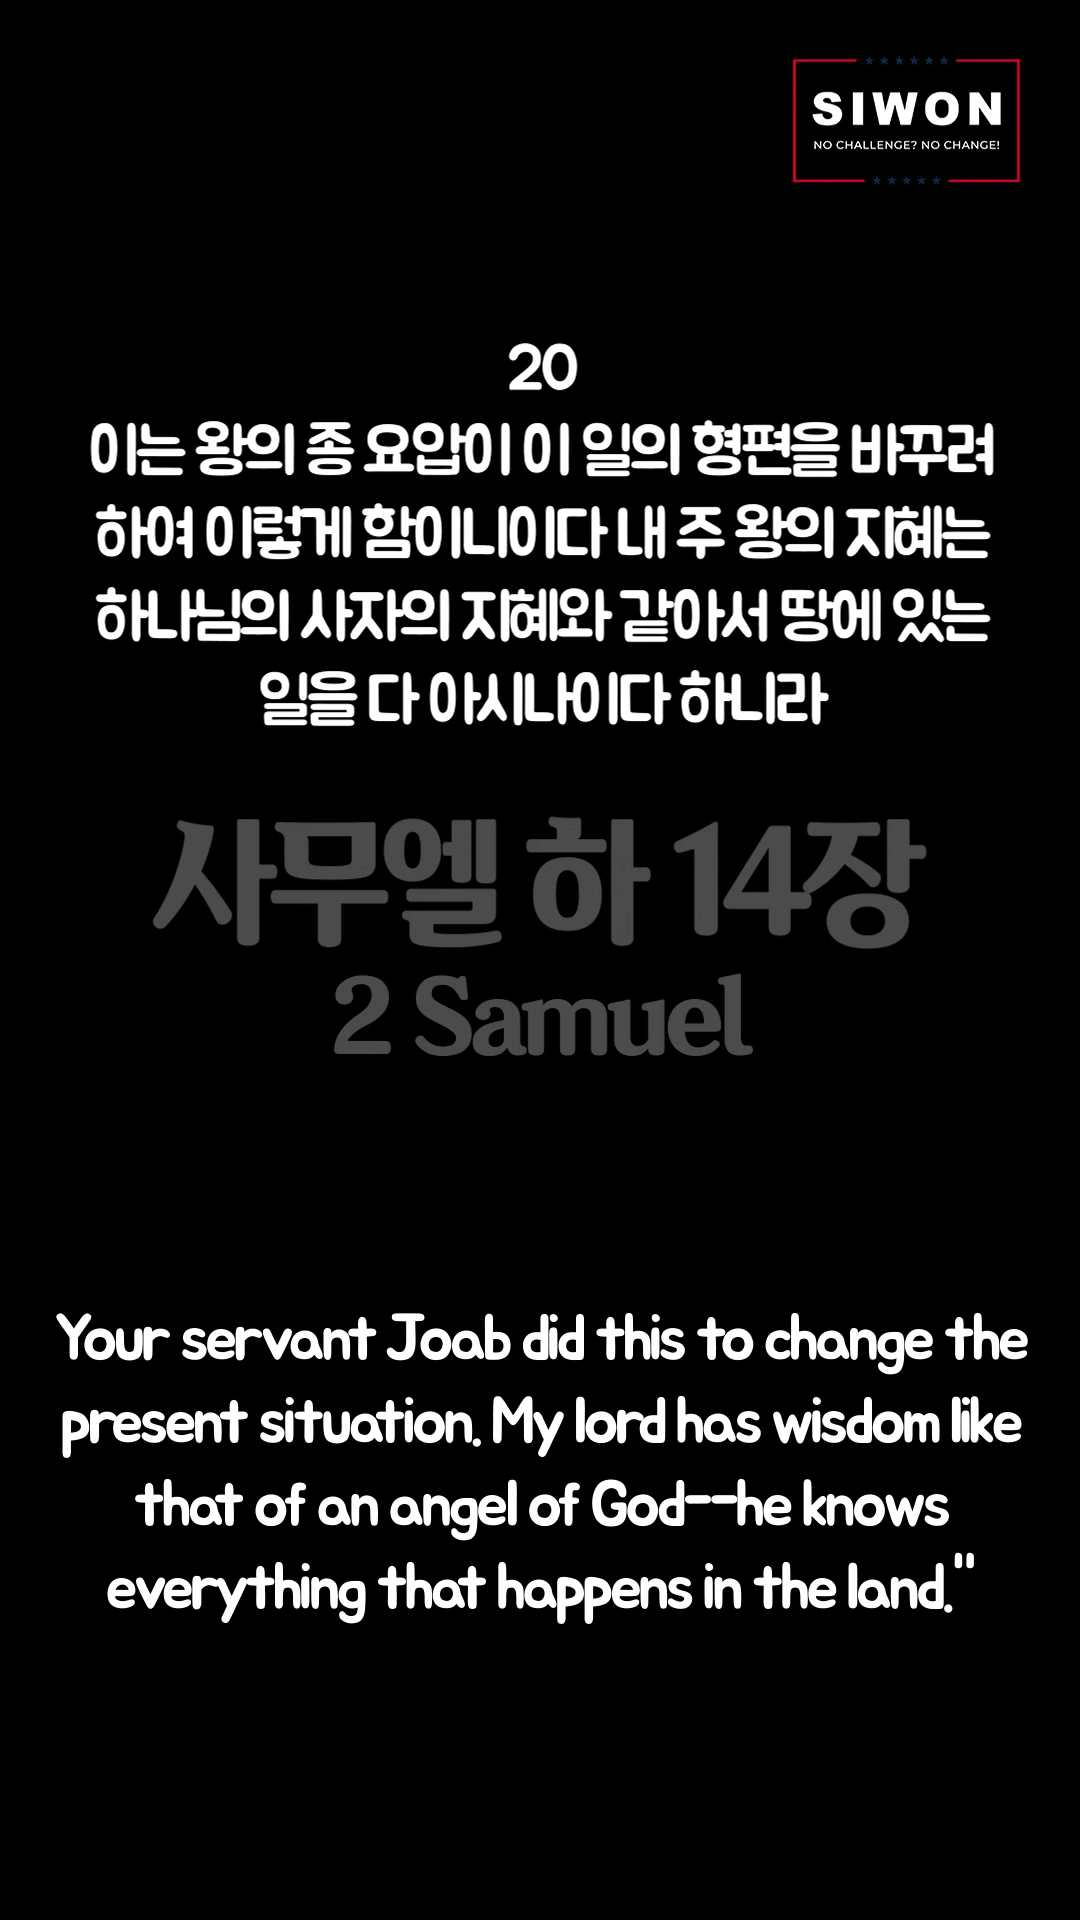 SIWON
NO CHALLENGE? NO CHANGE!
20
이는 왕의 종 요압이 이 일의 형편을 바꾸려
하여 이렇게 함이니이다 내 주 왕의 지혜는
하나님의 사자의 지혜와 같아서 땅에 있는
일을 다 아시나이다 하니라
사무엘 하 14장
2 Samuel
Your servant Joab did this to change the
present situation. My lord has wisdom like
that of an angel of God--he knows
everything that happens in the land."